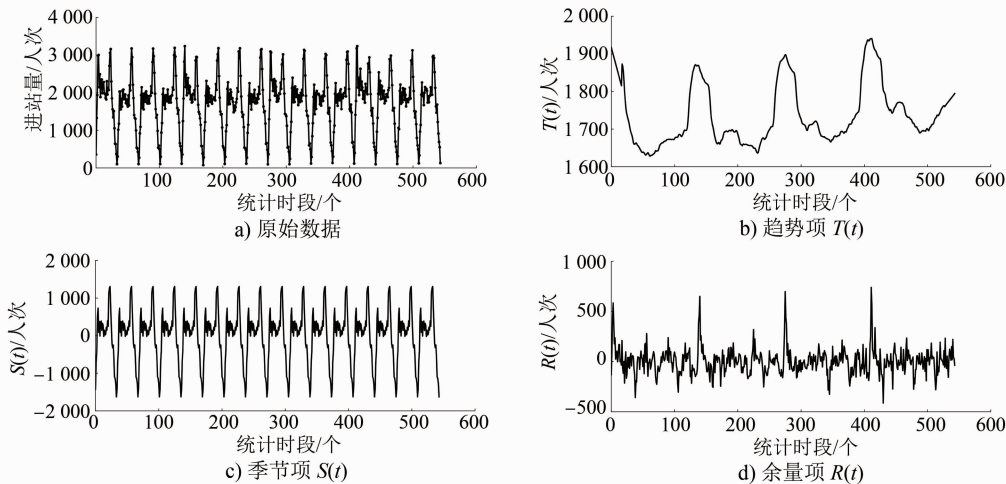 4 000
3 000
2 000
1 000
0
进站量/人次
100 200 300 400 500 600
统计时段/个
a) 原始数据
2 000
1 900
1 800
1 700
1 600
T(t)/人次
0 100 200 300 400 500 600
统计时段/个
b) 趋势项 T(t)
2 000
1 000
0
−1 000
−2 000
S(t)/人次
100 200 300 400 500 600
统计时段/个
c) 季节项 S(t)
1 000
500
0
−500
R(t)/人次
100 200 300 400 500 600
统计时段/个
d) 余量项 R(t)